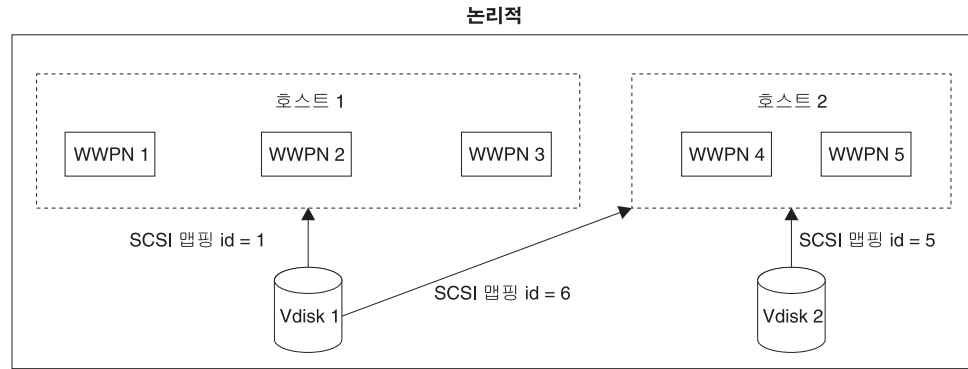 논리적
호스트 1
호스트 2
WWPN 1
WWPN 2
WWPN 3
WWPN 4
WWPN 5
SCSI 맵핑 id = 1
SCSI 맵핑 id = 5
SCSI 맵핑 id = 6
Vdisk 1
Vdisk 2